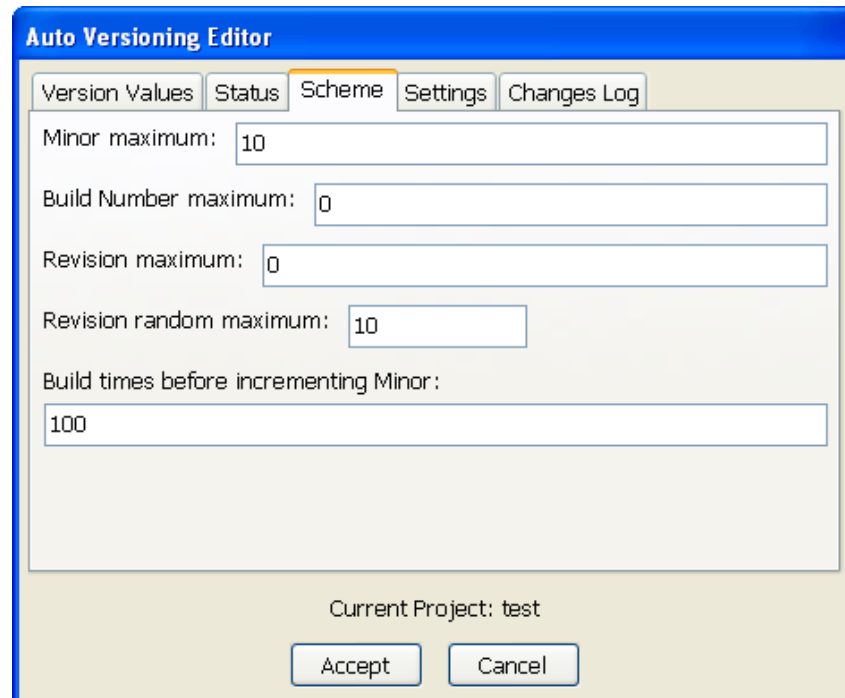 Auto Versioning Editor
Version Values Status Scheme Settings Changes Log
Minor maximum: 10
Build Number maximum: 0
Revision maximum: 0
Revision random maximum: 10
Build times before incrementing Minor:
100
Current Project: test
Accept Cancel